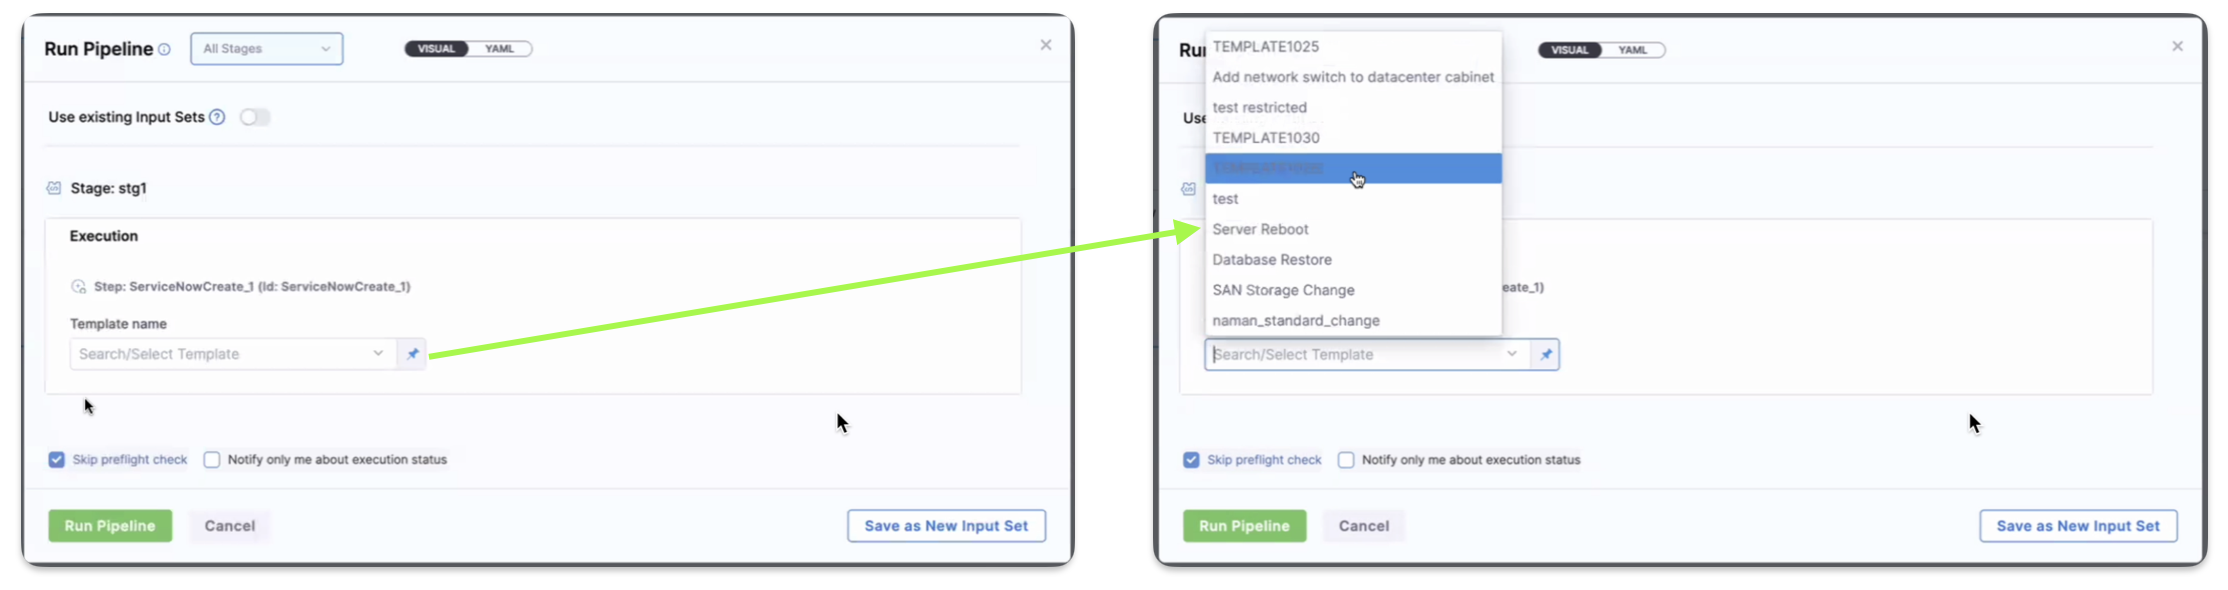 Run Pipeline All Stages VISUAL YAML
Use existing Input Sets
Stage: stg1
Execution
Step: ServiceNowCreate_1 (Id: ServiceNowCreate_1)
Template name
Search/Select Template
Skip preflight check Notify only me about execution status
Run Pipeline Cancel Save as New Input Set
Ru VISUAL YAML
TEMPLATE1025
Add network switch to datacenter cabinet
Use
test restricted
TEMPLATE1030
test
Server Reboot
Database Restore
SAN Storage Change
eate_1)
naman_standard_change
Search/Select Template
Skip preflight check Notify only me about execution status
Run Pipeline Cancel Save as New Input Set